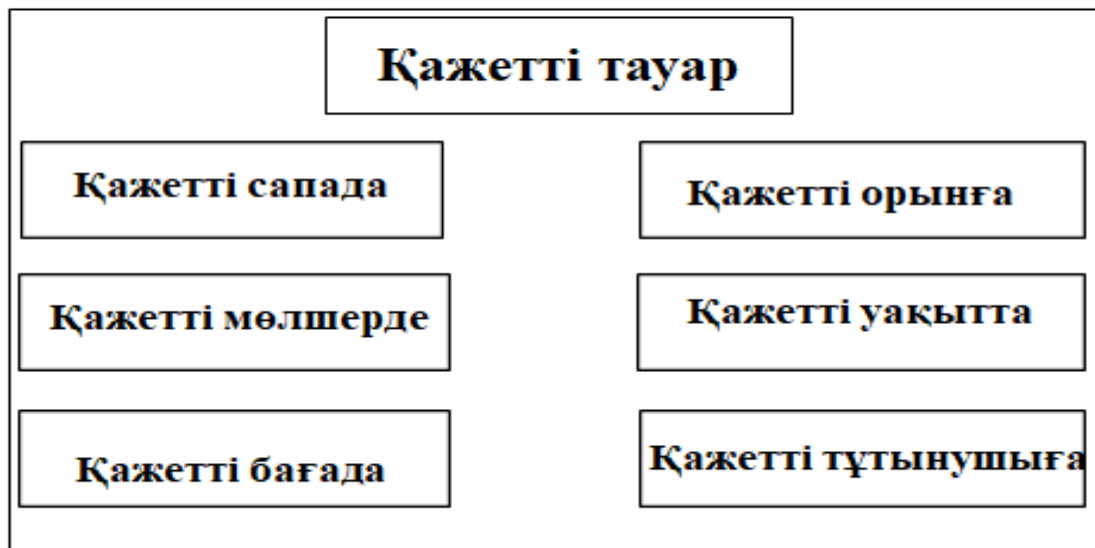 Қажетті тауар
Қажетті сапада
Қажетті орынға
Қажетті мөлшерде
Қажетті уақытта
Қажетті бағада
Қажетті тұтынушыға